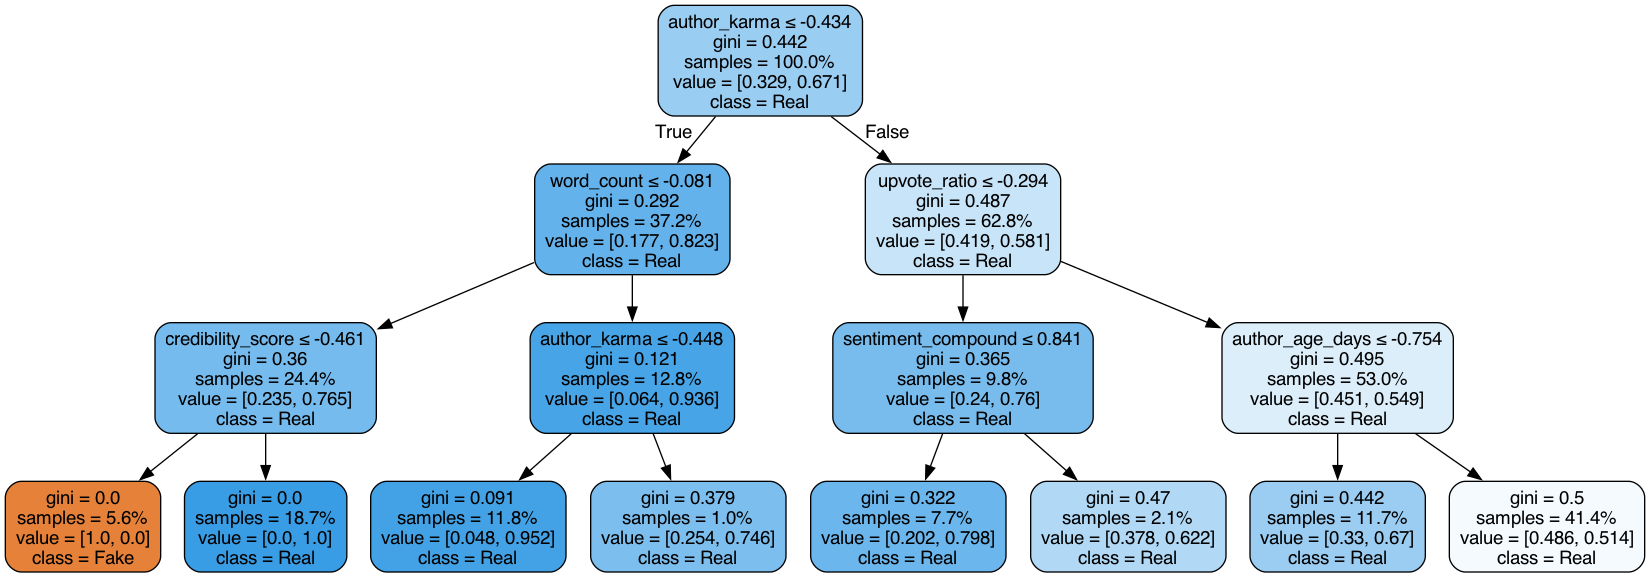 author_karma ≤ -0.434
gini = 0.442
samples = 100.0%
value = [0.329, 0.671]
class = Real
True
False
word_count ≤ -0.081
gini = 0.292
samples = 37.2%
value = [0.177, 0.823]
class = Real
upvote_ratio ≤ -0.294
gini = 0.487
samples = 62.8%
value = [0.419, 0.581]
class = Real
credibility_score ≤ -0.461
gini = 0.36
samples = 24.4%
value = [0.235, 0.765]
class = Real
author_karma ≤ -0.448
gini = 0.121
samples = 12.8%
value = [0.064, 0.936]
class = Real
sentiment_compound ≤ 0.841
gini = 0.365
samples = 9.8%
value = [0.24, 0.76]
class = Real
author_age_days ≤ -0.754
gini = 0.495
samples = 53.0%
value = [0.451, 0.549]
class = Real
gini = 0.0
samples = 5.6%
value = [1.0, 0.0]
class = Fake
gini = 0.0
samples = 18.7%
value = [0.0, 1.0]
class = Real
gini = 0.091
samples = 11.8%
value = [0.048, 0.952]
class = Real
gini = 0.379
samples = 1.0%
value = [0.254, 0.746]
class = Real
gini = 0.322
samples = 7.7%
value = [0.202, 0.798]
class = Real
gini = 0.47
samples = 2.1%
value = [0.378, 0.622]
class = Real
gini = 0.442
samples = 11.7%
value = [0.33, 0.67]
class = Real
gini = 0.5
samples = 41.4%
value = [0.486, 0.514]
class = Real